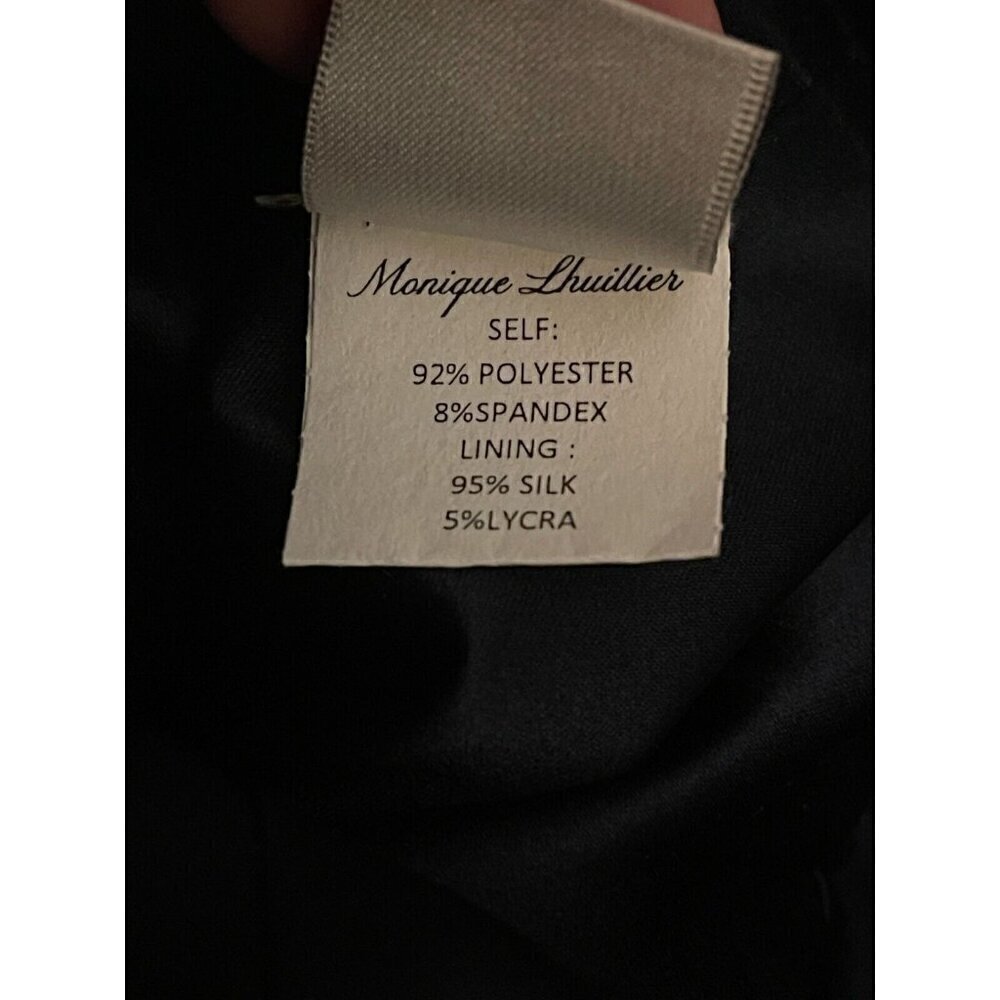 Monique Lhuillier
SELF:
92% POLYESTER
8%SPANDEX
LINING :
95% SILK
5%LYCRA